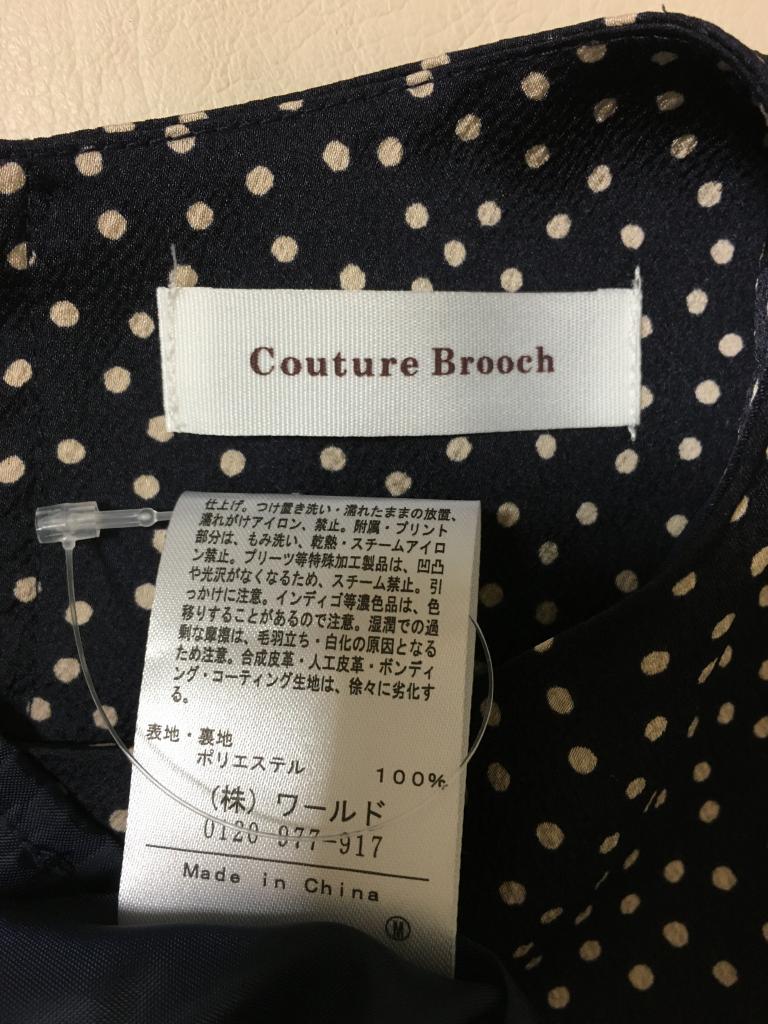 Couture Brooch
仕上げ。つけ置き洗い・濡れたままの放置、
濡れがけアイロン、禁止。附属・プリント
部分は、もみ洗い、乾熱・スチームアイロ
ン禁止。プリーツ等特殊加工製品は、凹凸
や光沢がなくなるため、スチーム禁止。引
っかけに注意。インディゴ等濃色品は、色
移りすることがあるので注意。湿潤での過
剰な摩擦は、毛羽立ち・白化の原因となる
ため注意。合成皮革・人工皮革・ボンディ
ング・コーティング生地は、徐々に劣化す
る。
表地・裏地
ポリエステル 100%
(株) ワールド
0120-977-917
Made in China
M